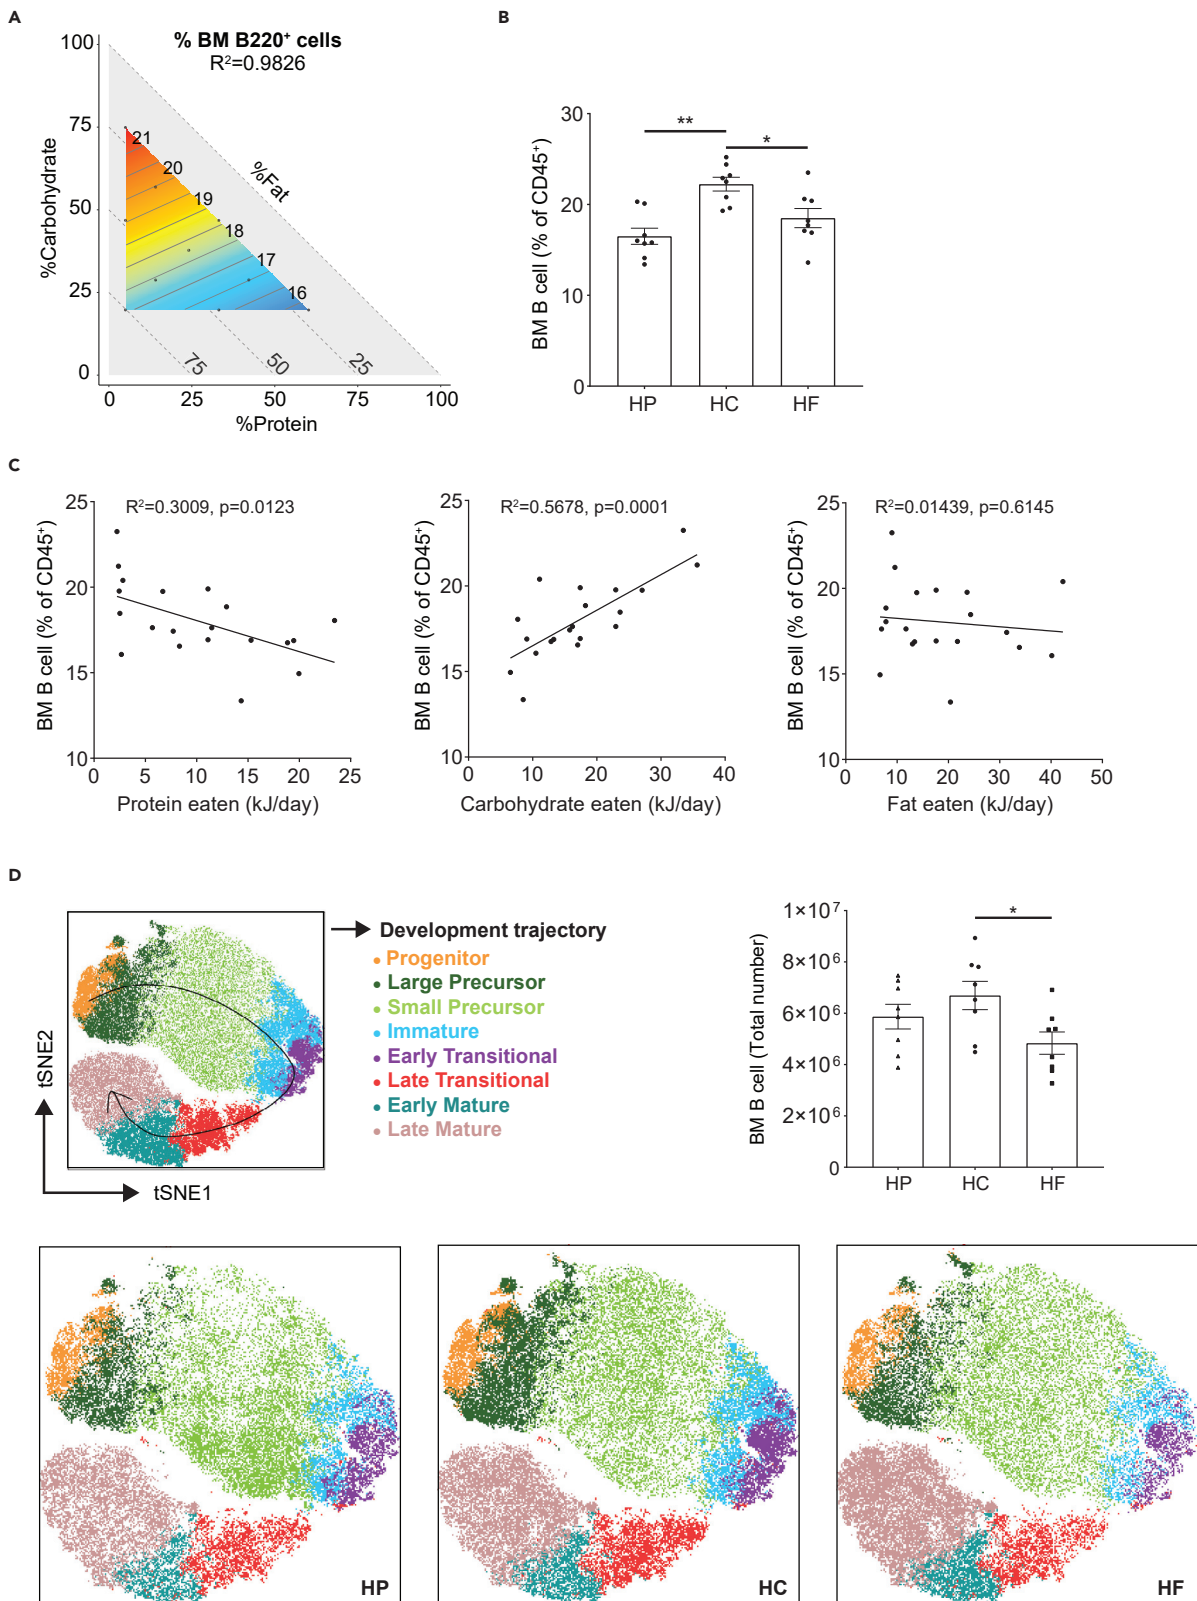 A
% BM B220⁺ cells
R²=0.9826
%Carbohydrate
100
75
50
25
0
21
20
19
18
17
16
%Fat
75
50
25
0
25
50
75
100
%Protein
B
BM B cell (% of CD45⁺)
30
20
10
0
**
*
HP
HC
HF
C
R²=0.3009, p=0.0123
BM B cell (% of CD45⁺)
25
20
15
10
0
5
10
15
20
25
Protein eaten (kJ/day)
R²=0.5678, p=0.0001
BM B cell (% of CD45⁺)
25
20
15
10
0
10
20
30
40
Carbohydrate eaten (kJ/day)
R²=0.01439, p=0.6145
BM B cell (% of CD45⁺)
25
20
15
10
0
10
20
30
40
50
Fat eaten (kJ/day)
D
tSNE2
tSNE1
Development trajectory
Progenitor
Large Precursor
Small Precursor
Immature
Early Transitional
Late Transitional
Early Mature
Late Mature
BM B cell (Total number)
1×10⁷
8×10⁶
6×10⁶
4×10⁶
2×10⁶
0
*
HP
HC
HF
HP
HC
HF